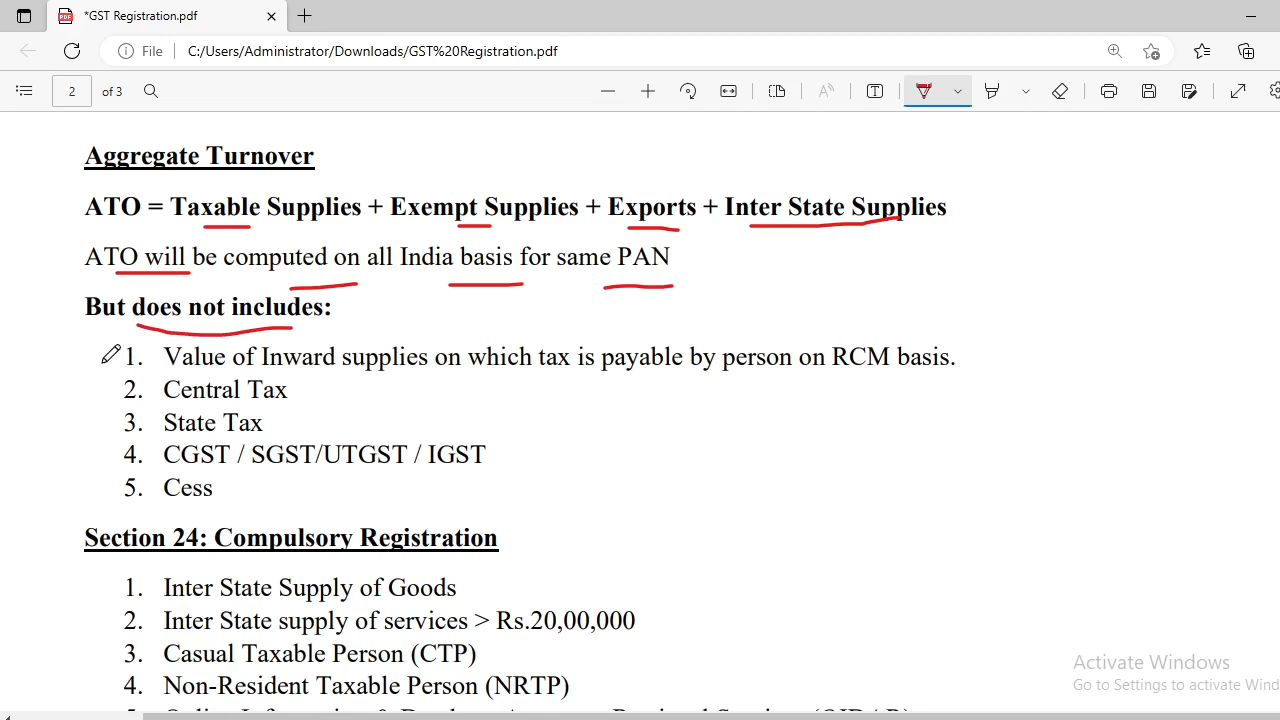 *GST Registration.pdf
File C:/Users/Administrator/Downloads/GST%20Registration.pdf
2 of 3
Aggregate Turnover
ATO = Taxable Supplies + Exempt Supplies + Exports + Inter State Supplies
ATO will be computed on all India basis for same PAN
But does not includes:
1. Value of Inward supplies on which tax is payable by person on RCM basis.
2. Central Tax
3. State Tax
4. CGST / SGST/UTGST / IGST
5. Cess
Section 24: Compulsory Registration
1. Inter State Supply of Goods
2. Inter State supply of services > Rs.20,00,000
3. Casual Taxable Person (CTP)
4. Non-Resident Taxable Person (NRTP)
Activate Windows
Go to Settings to activate Wind